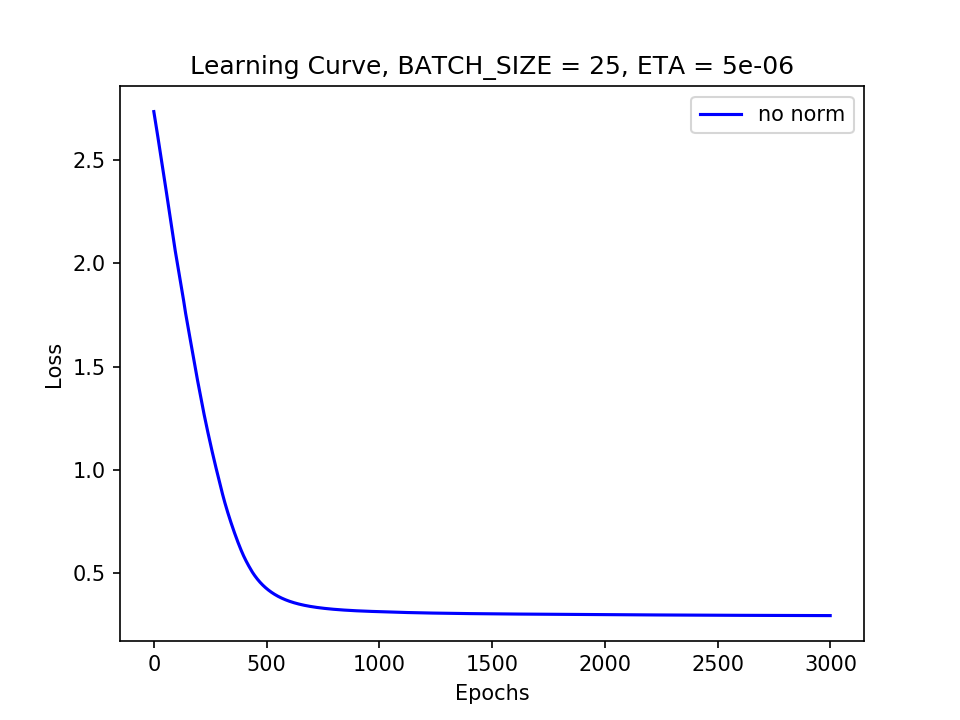 Learning Curve, BATCH_SIZE = 25, ETA = 5e-06
no norm
2.5
2.0
1.5
1.0
0.5
Loss
0 500 1000 1500 2000 2500 3000
Epochs